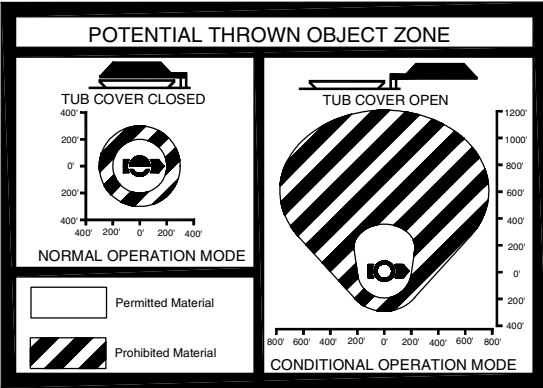 POTENTIAL THROWN OBJECT ZONE
TUB COVER CLOSED
400'
200'
0'
200'
400'
400' 200' 0' 200' 400'
NORMAL OPERATION MODE
Permitted Material
Prohibited Material
TUB COVER OPEN
1200'
1000'
800'
600'
400'
200'
0'
200'
400'
800' 600' 400' 200' 0' 200' 400' 600' 800'
CONDITIONAL OPERATION MODE